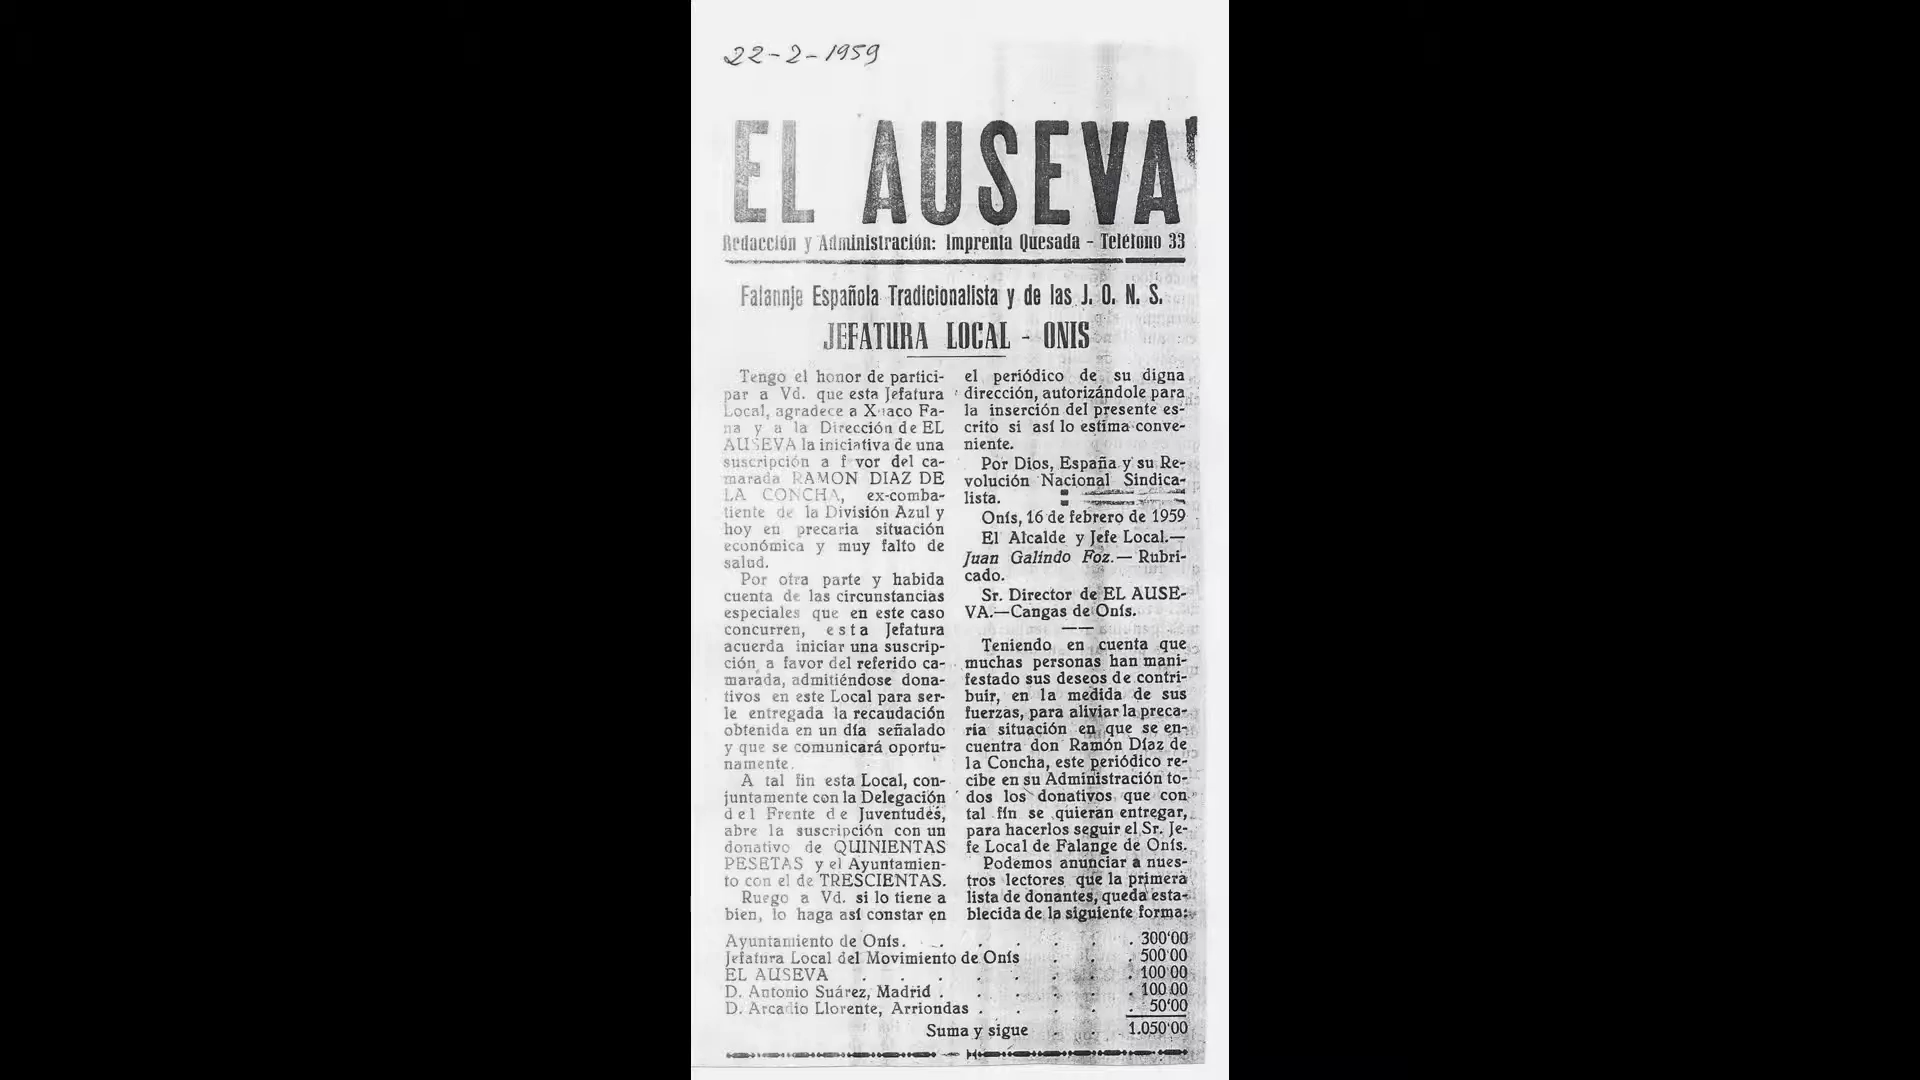 22-2-1959
EL AUSEVA
Redacción y Administración: Imprenta Quesada - Teléfono 33
Falannje Española Tradicionalista y de las J. O. N. S.
JEFATURA LOCAL - ONIS
Tengo el honor de partici-
par a Vd. que esta Jefatura
Local, agradece a Fa-
na y a la Dirección de EL
AUSEVA la iniciativa de una
suscripción a f vor del ca-
marada RAMON DIAZ DE
LA CONCHA, ex-comba-
tiente de la División Azul y
hoy en precaria situación
económica y muy falto de
salud.
Por otra parte y habida
cuenta de las circunstancias
especiales que en este caso
concurren, esta Jefatura
acuerda iniciar una suscrip-
ción a favor del referido ca-
marada, admitiéndose dona-
tivos en este Local para ser-
le entregada la recaudación
obtenida en un día señalado
y que se comunicará oportu-
namente.
A tal fin esta Local, con-
juntamente con la Delegación
del Frente de Juventudes,
abre la suscripción con un
donativo de QUINIENTAS
PESETAS y el Ayuntamien-
to con el de TRESCIENTAS.
Ruego a Vd. si lo tiene a
bien, lo haga así constar en
el periódico de su digna
dirección, autorizándole para
la inserción del presente es-
crito si así lo estima conve-
niente.
Por Dios, España y su Re-
volución Nacional Sindica-
lista.
Onís, 16 de febrero de 1959
El Alcalde y Jefe Local.—
Juan Galindo Foz.— Rubri-
cado.
Sr. Director de EL AUSE-
VA.—Cangas de Onís.
Teniendo en cuenta que
muchas personas han mani-
festado sus deseos de contri-
buir, en la medida de sus
fuerzas, para aliviar la preca-
ria situación en que se en-
cuentra don Ramón Díaz de
la Concha, este periódico re-
cibe en su Administración to-
dos los donativos que con
tal fín se quieran entregar,
para hacerlos seguir el Sr. Je-
fe Local de Falange de Onís.
Podemos anunciar a nues-
tros lectores que la primera
lista de donantes, queda esta-
blecida de la siguiente forma:
Ayuntamiento de Onís. . . . . . . 300'00
Jefatura Local del Movimiento de Onís . . . 500'00
EL AUSEVA . . . . . . . . 100'00
D. Antonio Suárez, Madrid . . . . . . 100'00
D. Arcadio Llorente, Arriondas . . . . . 50'00
Suma y sigue . . 1.050'00